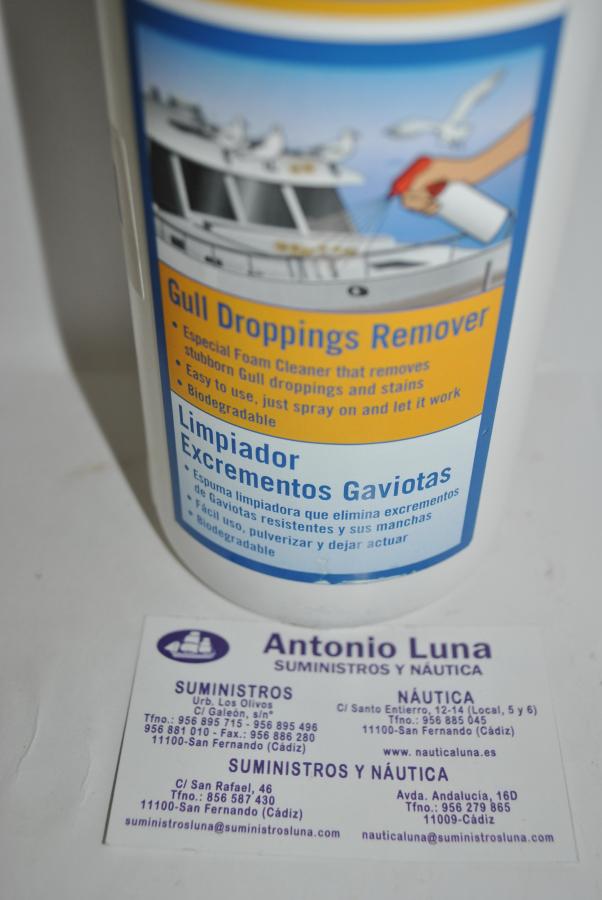 Gull Droppings Remover
• Especial Foam Cleaner that removes
stubborn Gull droppings and stains
• Easy to use, just spray on and let it work
• Biodegradable
Limpiador
Excrementos Gaviotas
• Espuma limpiadora que elimina excrementos
de Gaviotas resistentes y sus manchas
• Fácil uso, pulverizar y dejar actuar
• Biodegradable
Antonio Luna
SUMINISTROS Y NÁUTICA
SUMINISTROS
Urb. Los Olivos
C/ Galeón, s/nº
Tfno.: 956 895 715 - 956 895 496
956 881 010 - Fax.: 956 886 280
11100-San Fernando (Cádiz)
NÁUTICA
C/ Santo Entierro, 12-14 (Local, 5 y 6)
Tfno.: 956 885 045
11100-San Fernando (Cádiz)
www. nauticaluna.es
SUMINISTROS Y NÁUTICA
C/ San Rafael, 46
Tfno.: 856 587 430
11100-San Fernando (Cádiz)
suministrosluna@suministrosluna.com
Avda. Andalucía, 16D
Tfno.: 956 279 865
11009-Cádiz
nauticaluna@suministrosluna.com